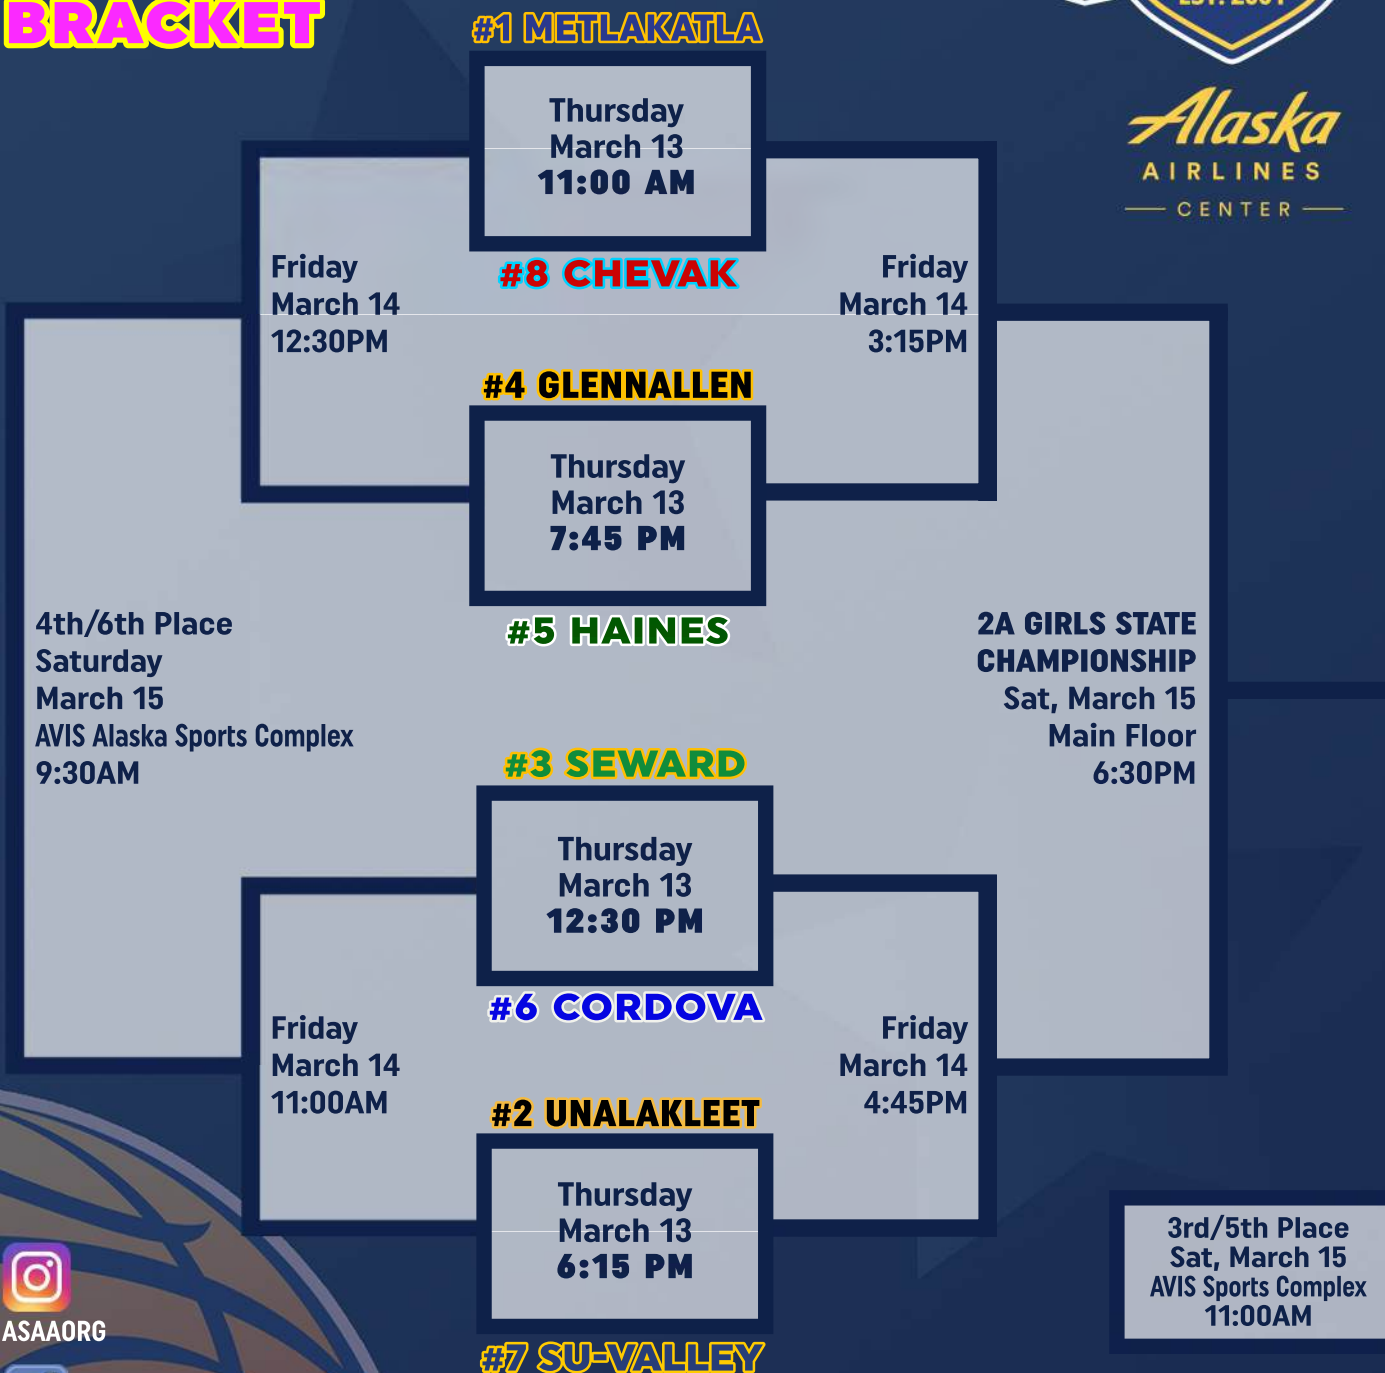 BRACKET
EST. 2001
Alaska
AIRLINES
CENTER
#1 METLAKATLA
Thursday
March 13
11:00 AM
#8 CHEVAK
Friday
March 14
12:30PM
Friday
March 14
3:15PM
#4 GLENNALLEN
Thursday
March 13
7:45 PM
#5 HAINES
4th/6th Place
Saturday
March 15
AVIS Alaska Sports Complex
9:30AM
2A GIRLS STATE
CHAMPIONSHIP
Sat, March 15
Main Floor
6:30PM
#3 SEWARD
Thursday
March 13
12:30 PM
#6 CORDOVA
Friday
March 14
11:00AM
Friday
March 14
4:45PM
#2 UNALAKLEET
Thursday
March 13
6:15 PM
#7 SU-VALLEY
3rd/5th Place
Sat, March 15
AVIS Sports Complex
11:00AM
ASAAORG